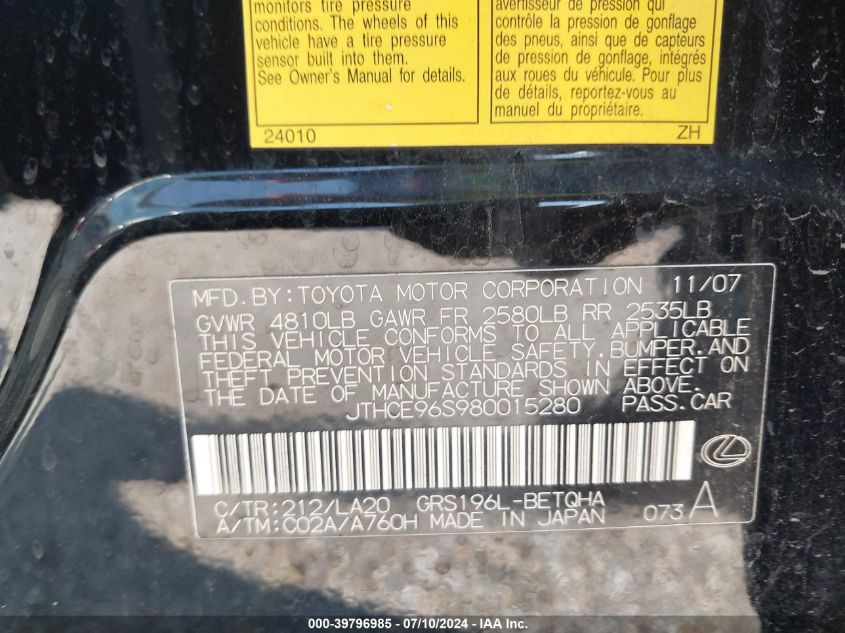 monitors tire pressure
conditions. The wheels of this
vehicle have a tire pressure
sensor built into them.
See Owner's Manual for details.
24010
avertisseur de pression qui
contrôle la pression de gonflage
des pneus, ainsi que de capteurs
de pression de gonflage, intégrés
aux roues du véhicule. Pour plus
de détails, reportez-vous au
manuel du propriétaire.
ZH
MFD. BY: TOYOTA MOTOR CORPORATION 11/07
GVWR 4810LB GAWR FR 2580LB RR 2535LB
THIS VEHICLE CONFORMS TO ALL APPLICABLE
FEDERAL MOTOR VEHICLE SAFETY, BUMPER, AND
THEFT PREVENTION STANDARDS IN EFFECT ON
THE DATE OF MANUFACTURE SHOWN ABOVE.
JTHCE96S980015280 PASS. CAR
C/TR: 212/LA20 GRS196L-BETQHA
A/TM: C02A/A760H MADE IN JAPAN 073 A
000-39796985 - 07/10/2024 - IAA Inc.